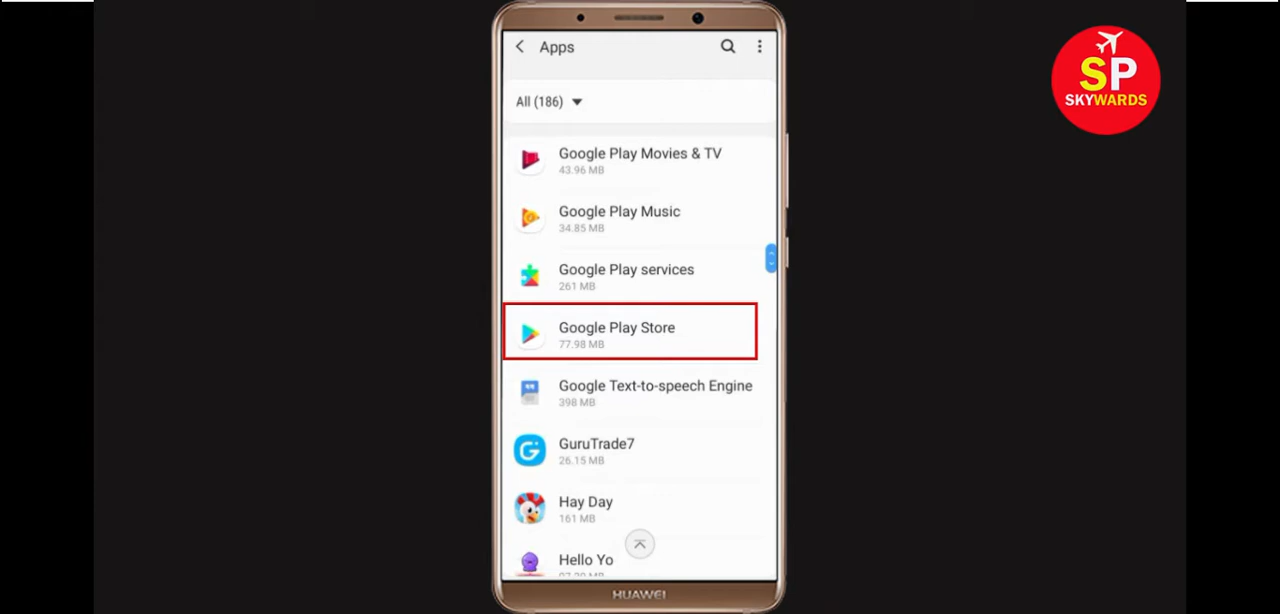 Apps
All (186)
Google Play Movies & TV
43.96 MB
Google Play Music
34.85 MB
Google Play services
261 MB
Google Play Store
77.98 MB
Google Text-to-speech Engine
398 MB
GuruTrade7
26.15 MB
Hay Day
161 MB
Hello Yo
HUAWEI
SP
SKYWARDS